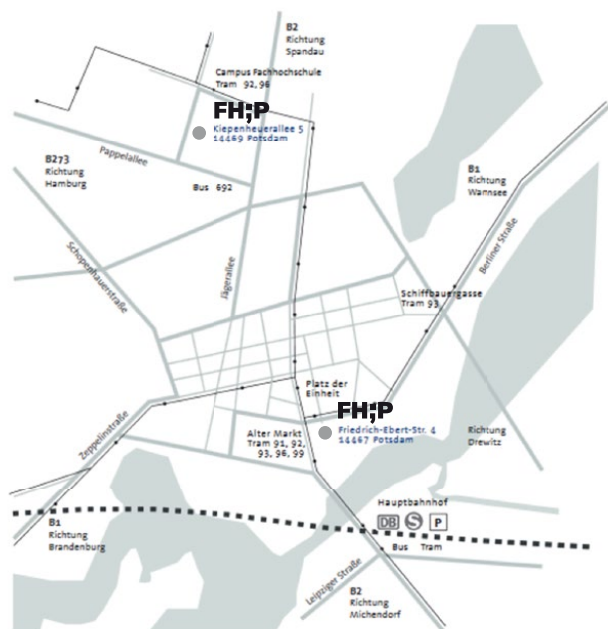 B2
Richtung
Spandau
Campus Fachhochschule
Tram 92, 96
FH;P
Kiepenheuerallee 5
14469 Potsdam
B273
Richtung
Hamburg
Pappelallee
Bus 692
B1
Richtung
Wannsee
Berliner Straße
Schopenhauerstraße
Jägerallee
Schiffbauergasse
Tram 93
Platz der
Einheit
FH;P
Friedrich-Ebert-Str. 4
14467 Potsdam
Alter Markt
Tram 91, 92,
93, 96, 99
Richtung
Drewitz
Zeppelinstraße
Hauptbahnhof
DB S P
Bus Tram
B1
Richtung
Brandenburg
Leipziger Straße
B2
Richtung
Michendorf